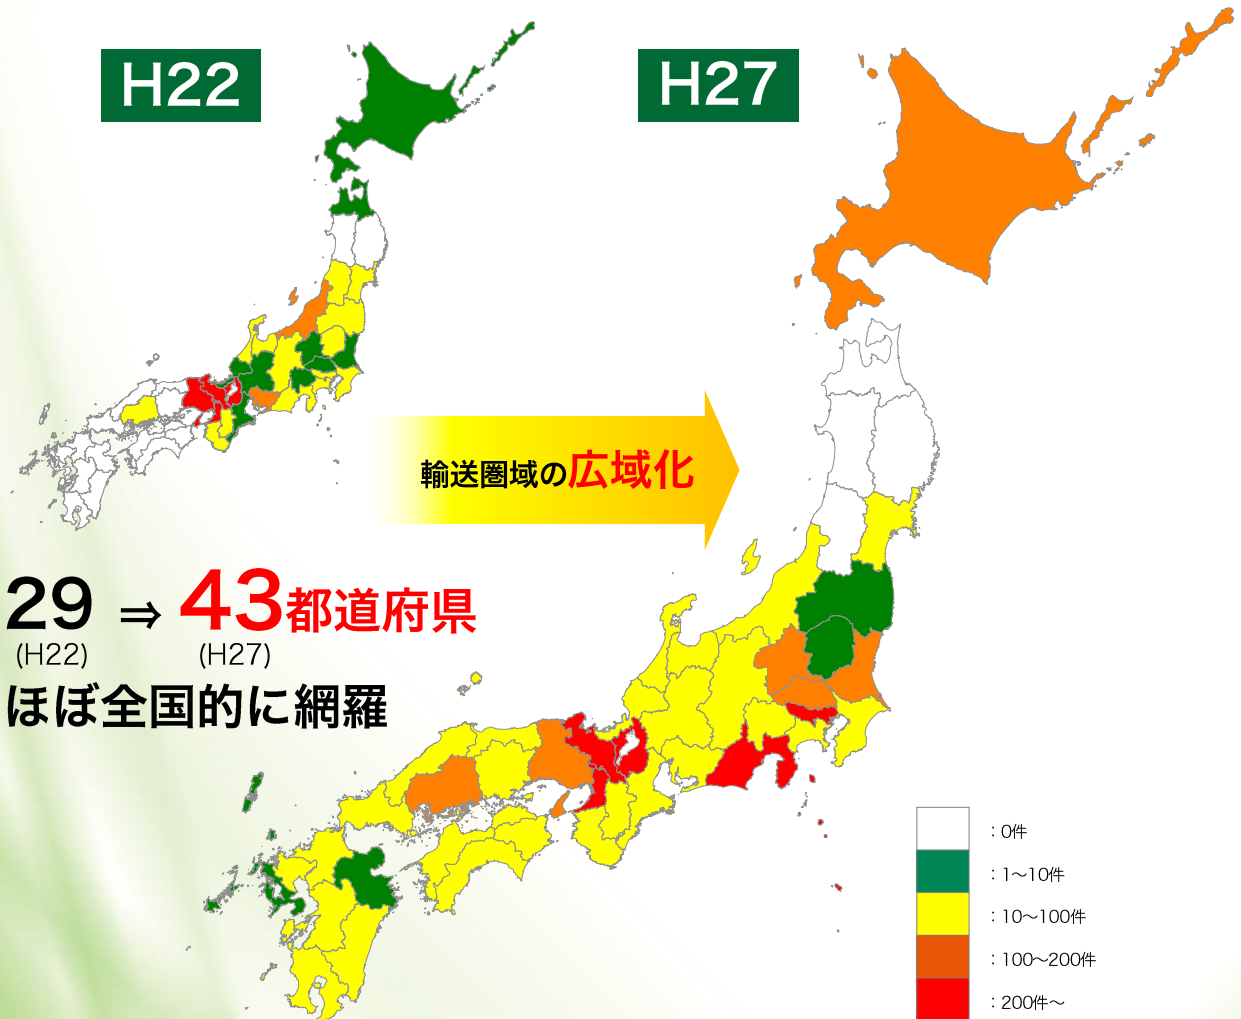 H22
H27
輸送圏域の広域化
29 ⇒ 43都道府県
(H22) (H27)
ほぼ全国的に網羅
：0件
：1〜10件
：10〜100件
：100〜200件
：200件〜